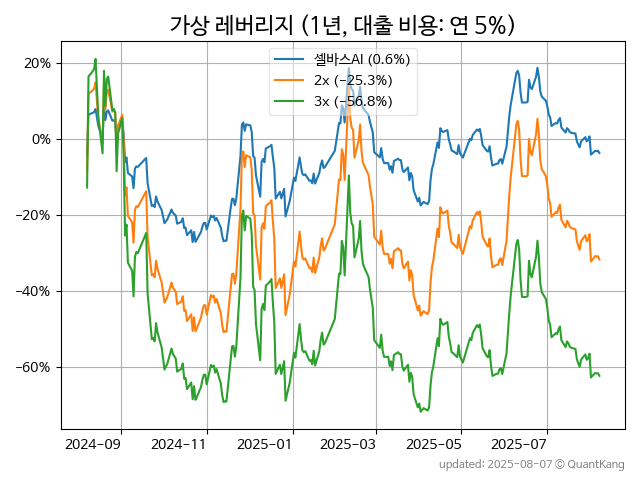 가상 레버리지 (1년, 대출 비용: 연 5%)
셀바스AI (0.6%)
2x (−25.3%)
3x (−56.8%)
20%
0%
−20%
−40%
−60%
2024-09
2024-11
2025-01
2025-03
2025-05
2025-07
updated: 2025-08-07 © QuantKang